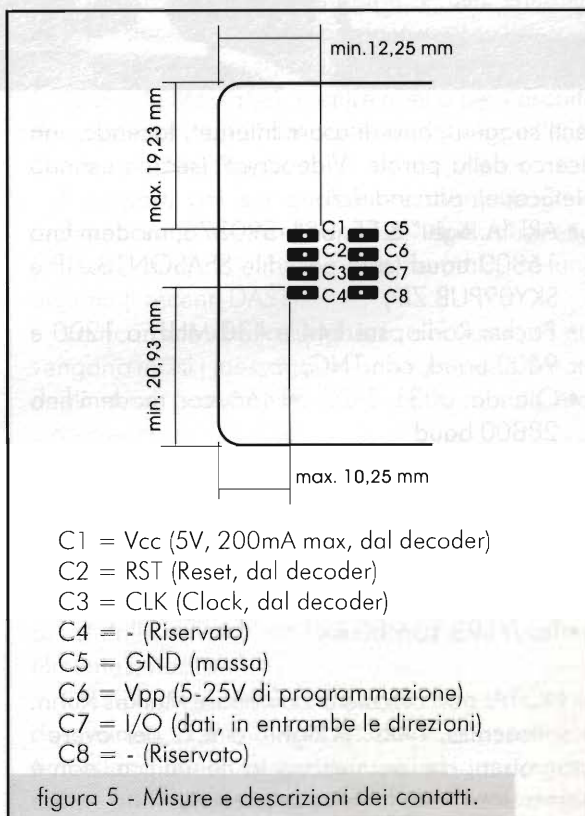 min.12,25 mm
max. 19,23 mm
C1 C5
C2 C6
C3 C7
C4 C8
min. 20,93 mm
max. 10,25 mm
C1 = Vcc (5V, 200mA max, dal decoder)
C2 = RST (Reset, dal decoder)
C3 = CLK (Clock, dal decoder)
C4 = - (Riservato)
C5 = GND (massa)
C6 = Vpp (5-25V di programmazione)
C7 = I/O (dati, in entrambe le direzioni)
C8 = - (Riservato)
figura 5 - Misure e descrizioni dei contatti.